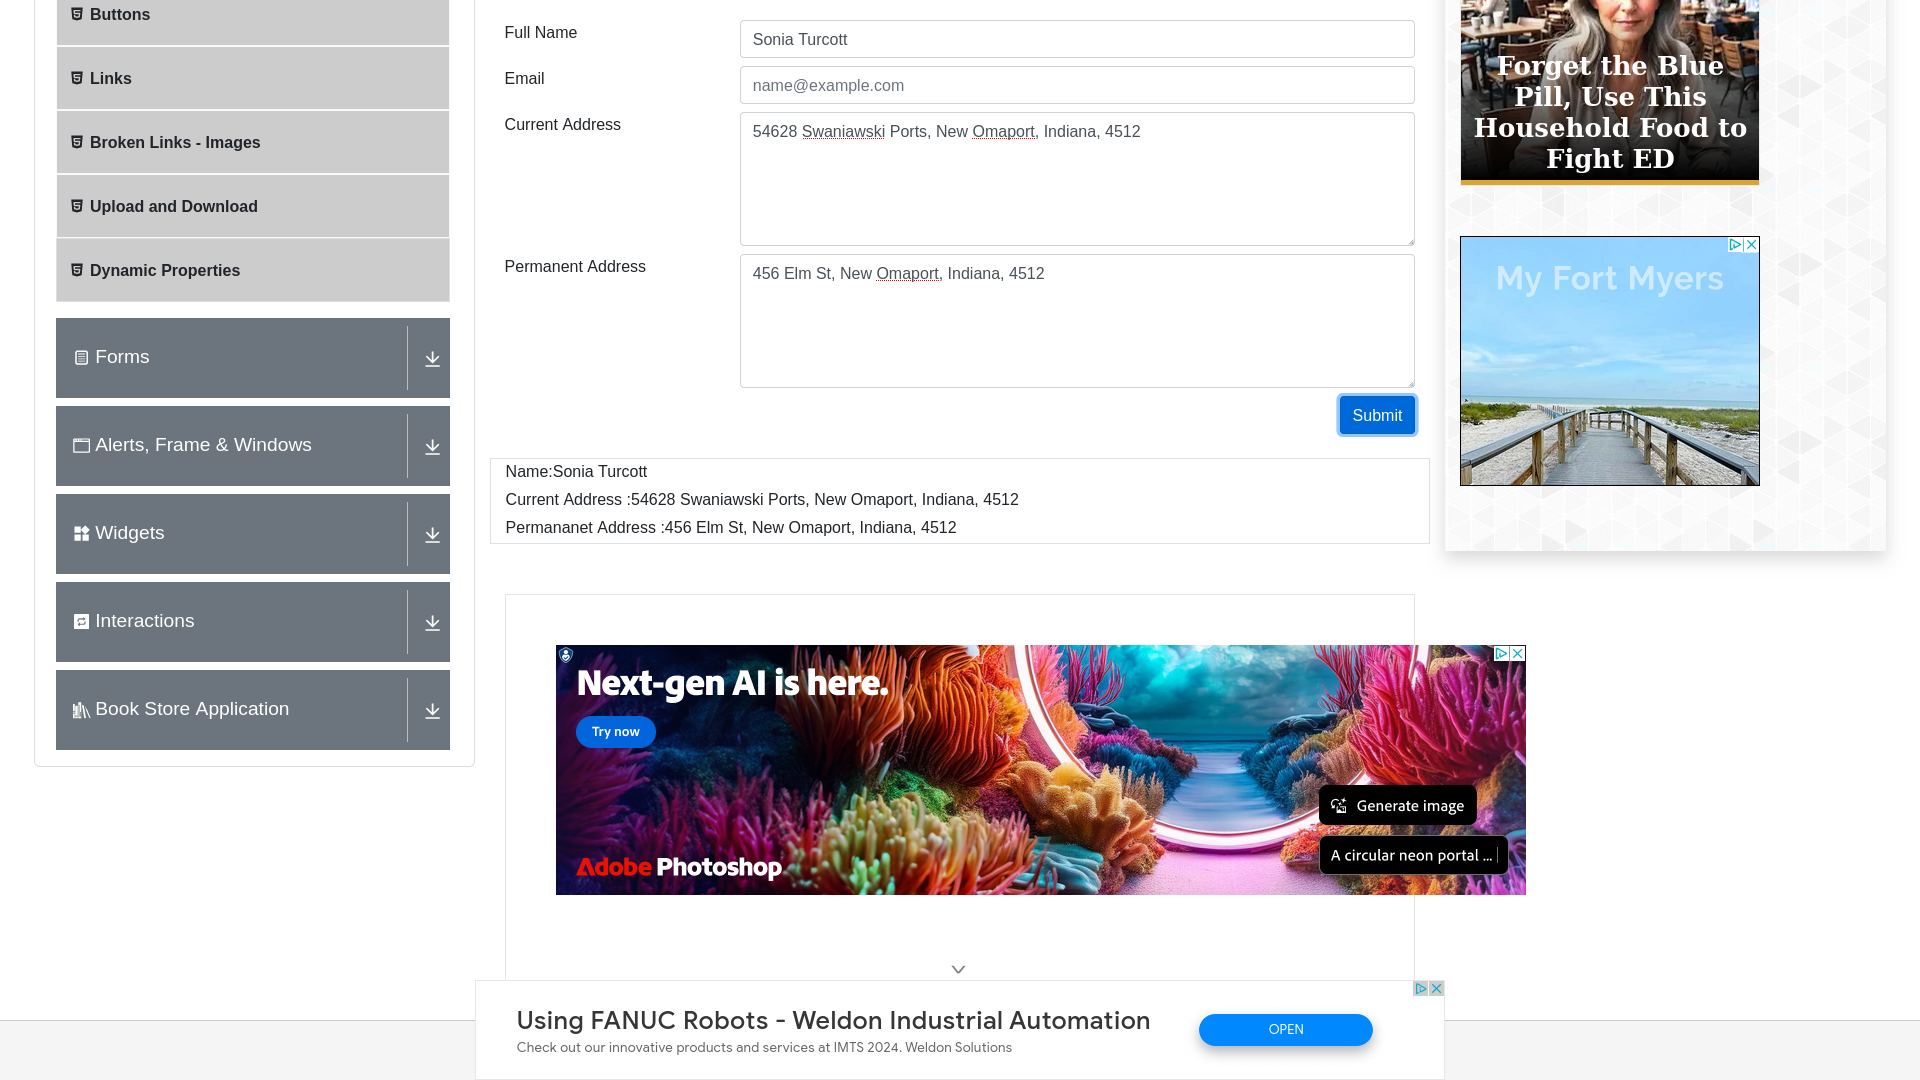 Buttons
Links
Broken Links - Images
Upload and Download
Dynamic Properties
Forms
Alerts, Frame & Windows
Widgets
Interactions
Book Store Application
Full Name
Sonia Turcott
Email
name@example.com
Current Address
54628 Swaniawski Ports, New Omaport, Indiana, 4512
Permanent Address
456 Elm St, New Omaport, Indiana, 4512
Submit
Name:Sonia Turcott
Current Address :54628 Swaniawski Ports, New Omaport, Indiana, 4512
Permananet Address :456 Elm St, New Omaport, Indiana, 4512
Next-gen AI is here.
Try now
Generate image
A circular neon portal ...
Adobe Photoshop
Using FANUC Robots - Weldon Industrial Automation
Check out our innovative products and services at IMTS 2024. Weldon Solutions
OPEN
Forget the Blue
Pill, Use This
Household Food to
Fight ED
My Fort Myers